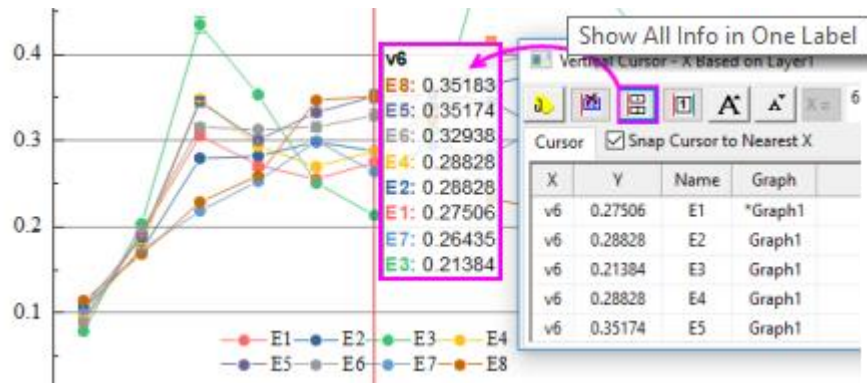 Show All Info in One Label
Vertical Cursor - X Based on Layer1
X =
6
Cursor
Snap Cursor to Nearest X
X Y Name Graph
v6 0.27506 E1 *Graph1
v6 0.28828 E2 Graph1
v6 0.21384 E3 Graph1
v6 0.28828 E4 Graph1
v6 0.35174 E5 Graph1
v6
E8: 0.35183
E5: 0.35174
E6: 0.32938
E4: 0.28828
E2: 0.28828
E1: 0.27506
E7: 0.26435
E3: 0.21384
0.4
0.3
0.2
0.1
E1 E2 E3 E4
E5 E6 E7 E8